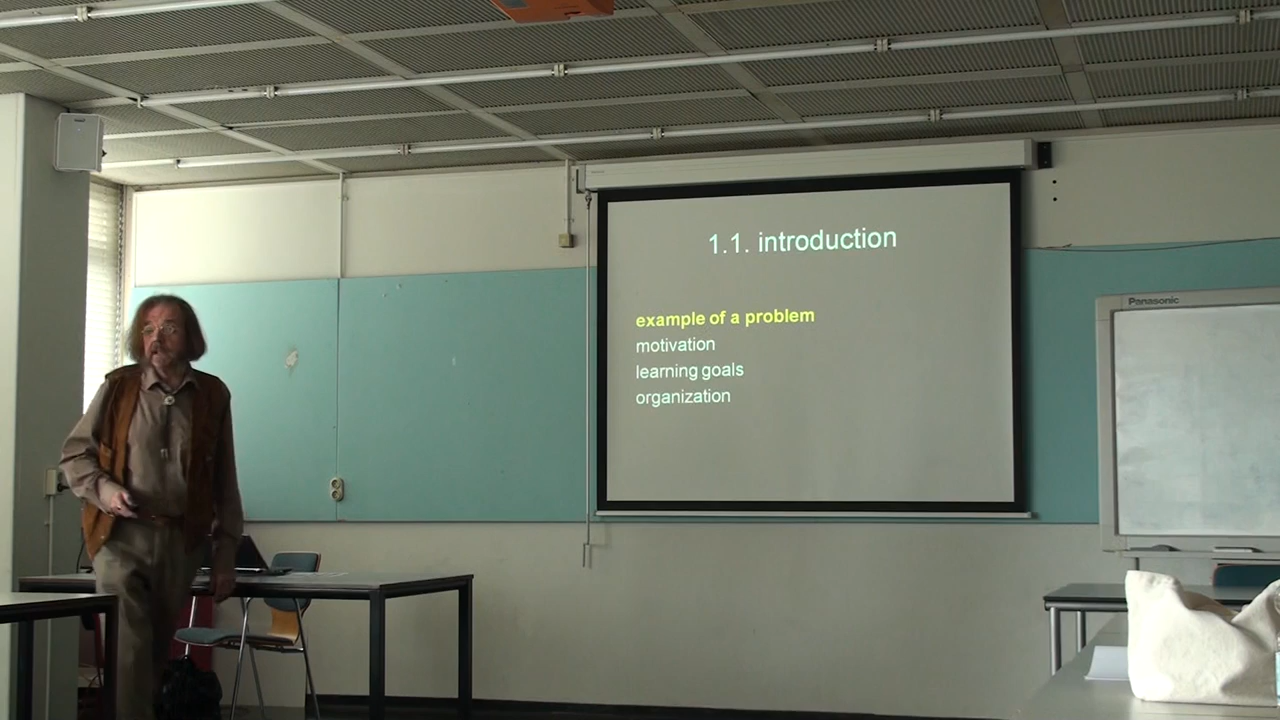 1.1. introduction
example of a problem
motivation
learning goals
organization
Panasonic